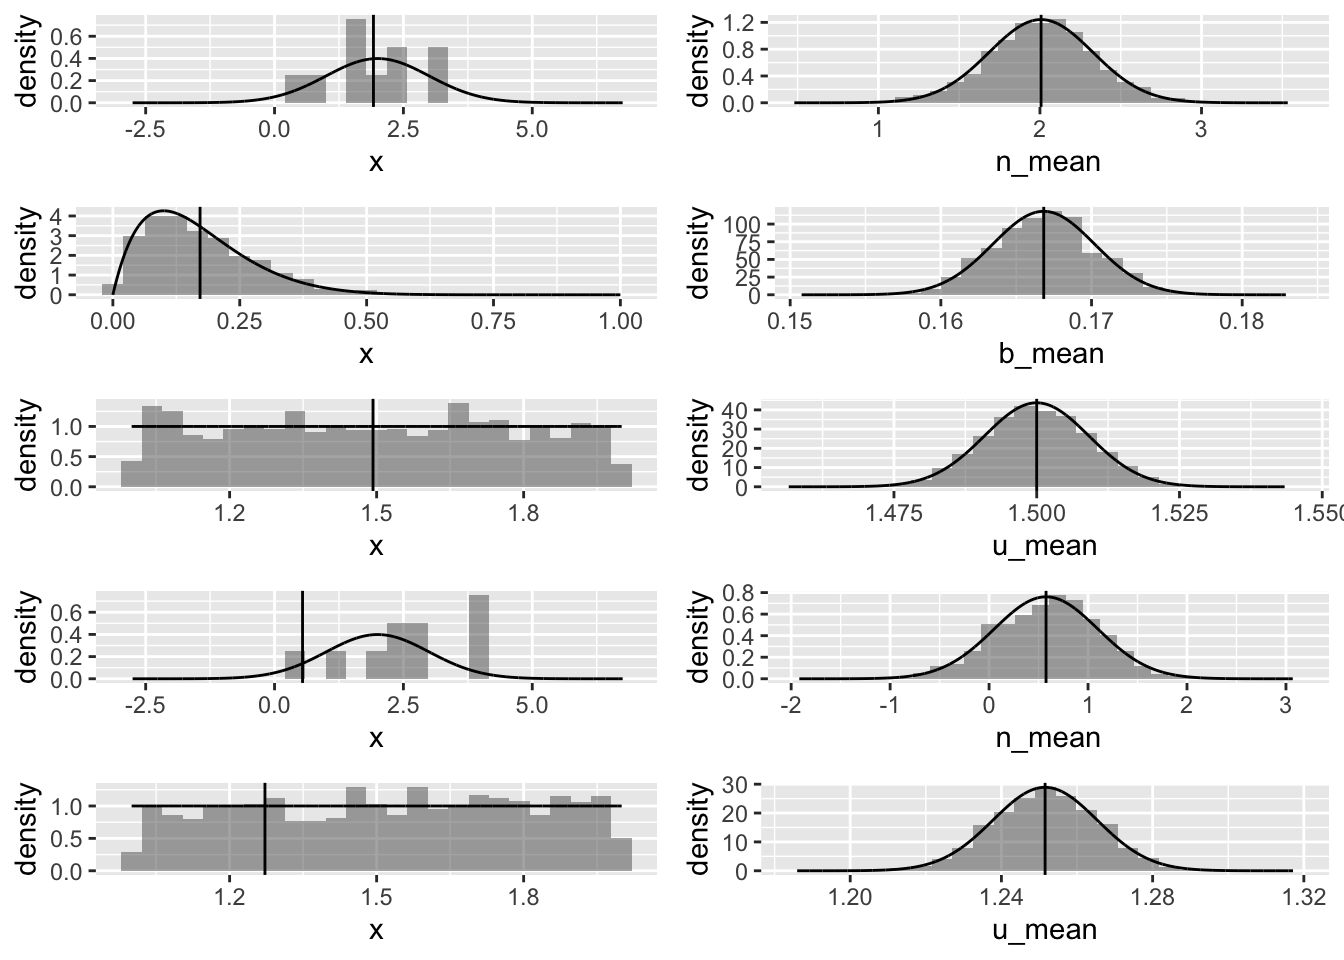 density
0.6
0.4
0.2
0.0
-2.5 0.0 2.5 5.0
x
density
1.2
0.8
0.4
0.0
1 2 3
n_mean
density
4
3
2
1
0
0.00 0.25 0.50 0.75 1.00
x
density
100
75
50
25
0
0.15 0.16 0.17 0.18
b_mean
density
1.0
0.5
0.0
1.2 1.5 1.8
x
density
40
30
20
10
0
1.475 1.500 1.525 1.550
u_mean
density
0.6
0.4
0.2
0.0
-2.5 0.0 2.5 5.0
x
density
0.8
0.6
0.4
0.2
0.0
-2 -1 0 1 2 3
n_mean
density
1.0
0.5
0.0
1.2 1.5 1.8
x
density
30
20
10
0
1.20 1.24 1.28 1.32
u_mean